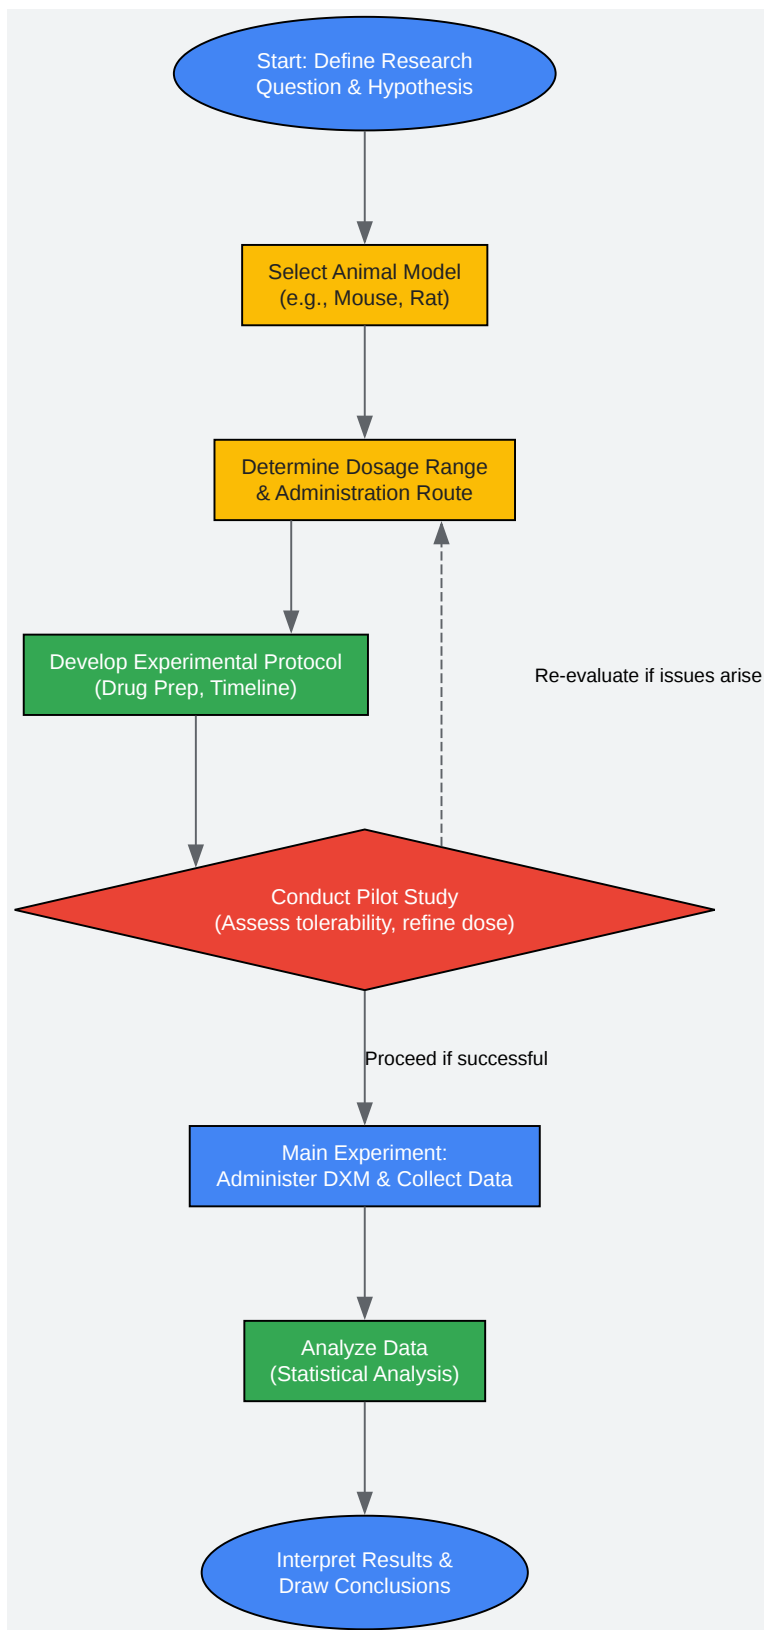 Start: Define Research
Question & Hypothesis
Select Animal Model
(e.g., Mouse, Rat)
Determine Dosage Range
& Administration Route
Develop Experimental Protocol
(Drug Prep, Timeline)
Re-evaluate if issues arise
Conduct Pilot Study
(Assess tolerability, refine dose)
Proceed if successful
Main Experiment:
Administer DXM & Collect Data
Analyze Data
(Statistical Analysis)
Interpret Results &
Draw Conclusions